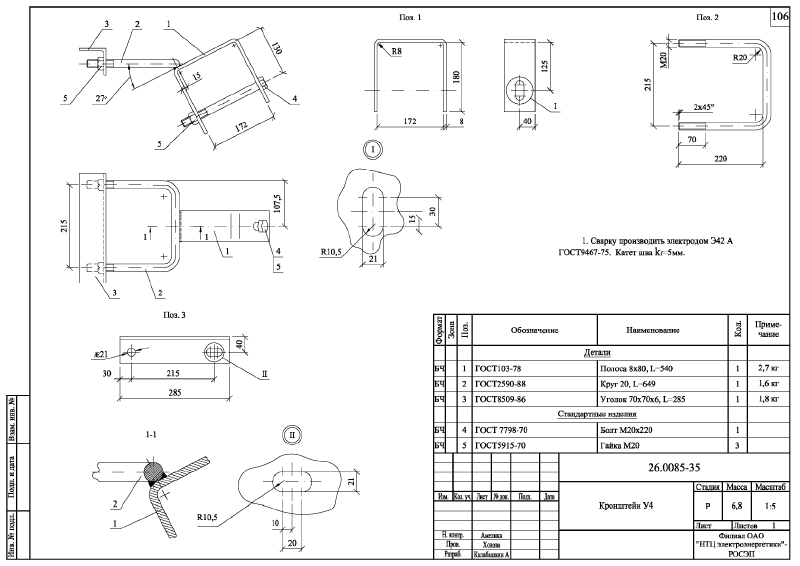 Поз. 1
Поз. 2
106
3
2
1
130
15
27°
5
4
172
5
R8
180
172
8
125
I
40
M20
215
R20
2x45°
70
220
I
30
15
R10,5
21
215
107,5
1
1
1
4
5
3
2
1. Сварку производить электродом Э42 А
ГОСТ9467-75. Катет шва kf=5мм.
Поз. 3
ж21
40
30
215
II
285
1-1
2
1
II
21
R10,5
10
20
Формат Зона Поз. Обозначение Наименование Кол. Приме-чание
Детали
БЧ 1 ГОСТ103-78 Полоса 8х80, L=540 1 2,7 кг
БЧ 2 ГОСТ2590-88 Круг 20, L=649 1 1,6 кг
БЧ 3 ГОСТ8509-86 Уголок 70х70х6, L=285 1 1,8 кг
Стандартные изделия
БЧ 4 ГОСТ 7798-70 Болт М20х220 1
БЧ 5 ГОСТ5915-70 Гайка М20 3
26.0085-35
Изм. Кол. уч Лист № док. Подп. Дата
Кронштейн У4
Стадия Масса Масштаб
Р 6,8 1:5
Лист Листов 1
Н. контр. Амелина
Пров. Холова
Разраб. Калабашкин А
Филиал ОАО
"НТЦ электроэнергетики"-
РОСЭП
Взам. инв. №
Подп. и дата
Инв. № подл.